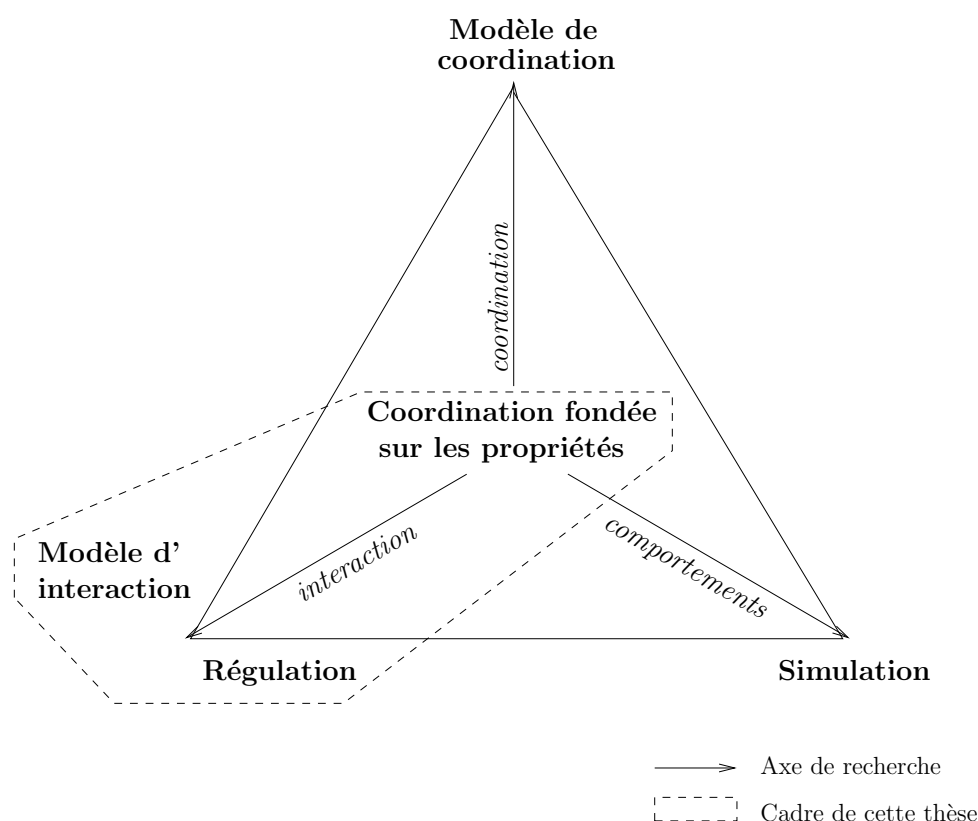 Modèle de
coordination
coordination
Coordination fondée
sur les propriétés
Modèle d'
interaction
interaction
comportements
Régulation
Simulation
Axe de recherche
Cadre de cette thèse